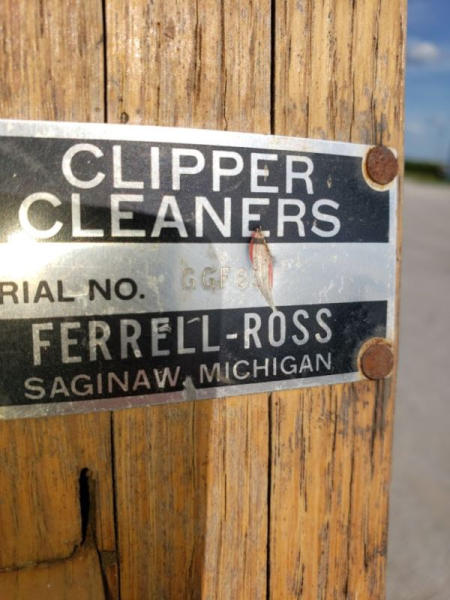 CLIPPER
CLEANERS
RIAL NO.
FERRELL-ROSS
SAGINAW, MICHIGAN